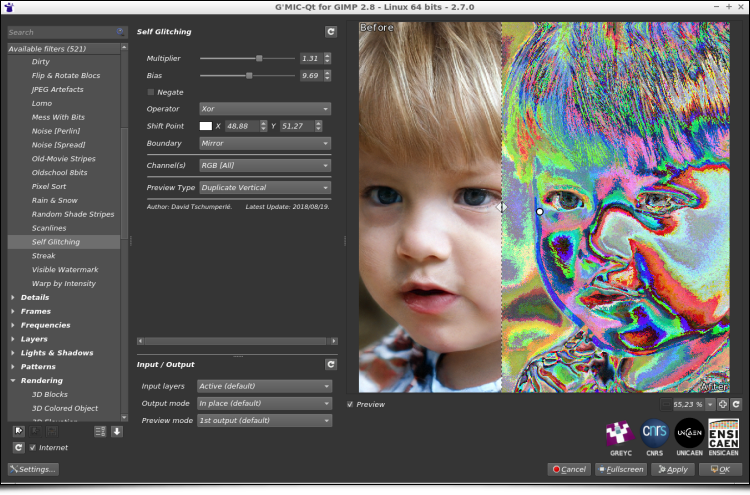 G'MIC-Qt for GIMP 2.8 - Linux 64 bits - 2.7.0
Search
Available filters (521)
Dirty
Flip & Rotate Blocs
JPEG Artefacts
Lomo
Mess With Bits
Noise [Perlin]
Noise [Spread]
Old-Movie Stripes
Oldschool 8bits
Pixel Sort
Rain & Snow
Random Shade Stripes
Scanlines
Self Glitching
Streak
Visible Watermark
Warp by Intensity
Details
Frames
Frequencies
Layers
Lights & Shadows
Patterns
Rendering
3D Blocks
3D Colored Object
Internet
Settings...
Self Glitching
Multiplier 1.31
Bias 9.69
Negate
Operator Xor
Shift Point X 48,88 Y 51,27
Boundary Mirror
Channel(s) RGB [All]
Preview Type Duplicate Vertical
Author: David Tschumperlé. Latest Update: 2018/08/19.
Input / Output
Input layers Active (default)
Output mode In place (default)
Preview mode 1st output (default)
Before
After
Preview
65,23 %
GREYC
CNRS
CNRS
UNICAEN
UNICAEN
ENSI
CAEN
ENSICAEN
Cancel
Fullscreen
Apply
OK